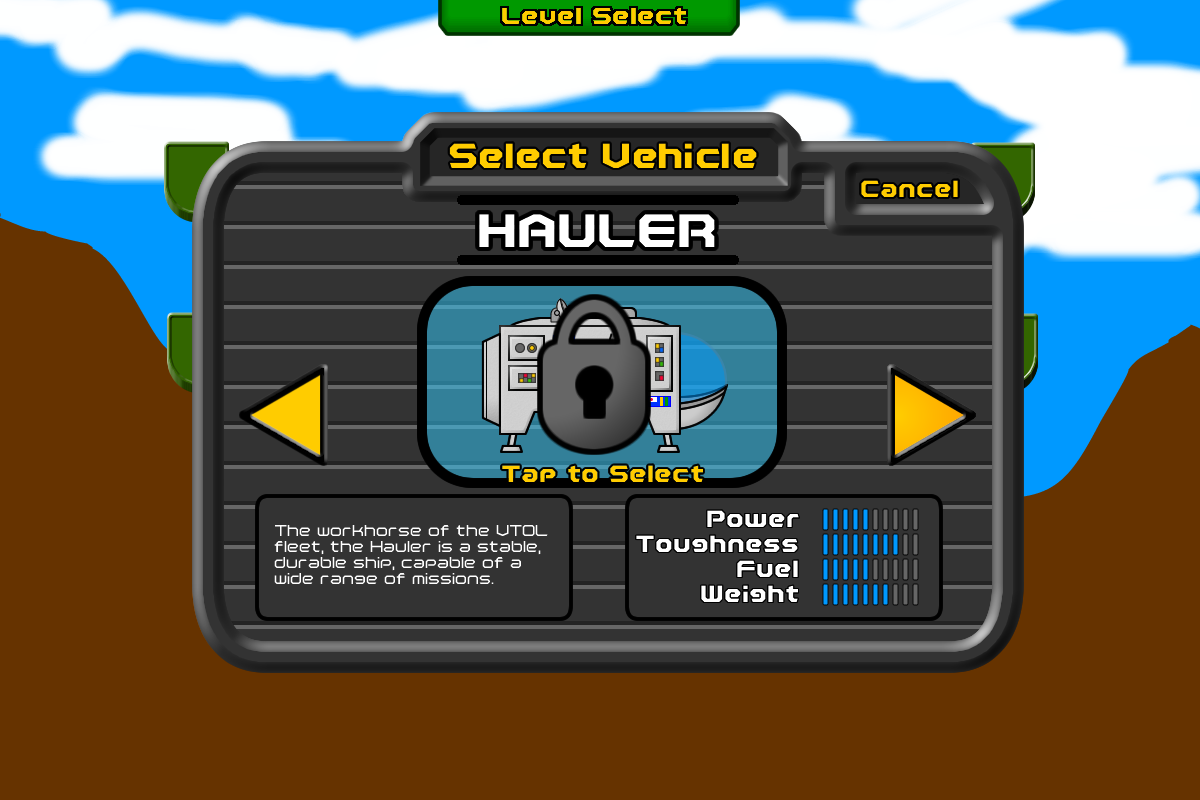 Level Select
Select Vehicle
Cancel
HAULER
Tap to Select
The workhorse of the VTOL
fleet, the Hauler is a stable,
durable ship, capable of a
wide range of missions.
Power
Toughness
Fuel
Weight